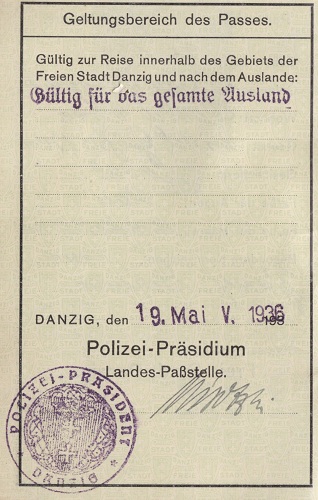 Geltungsbereich des Passes.
Gültig zur Reise innerhalb des Gebiets der
Freien Stadt Danzig und nach dem Auslande:
Gültig für das gesamte Ausland
DANZIG, den 19. Mai V. 1936
193
Polizei-Präsidium
Landes-Paßstelle.
POLIZEI-PRÄSIDENT
DANZIG